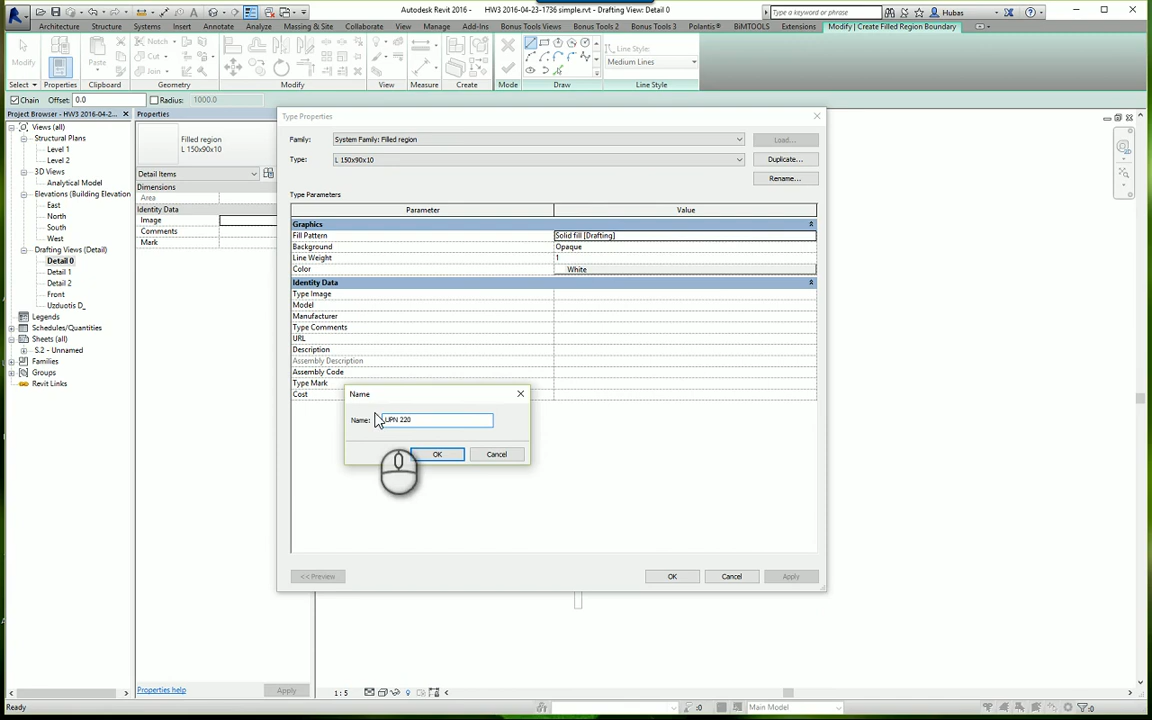 Autodesk Revit 2016 - HW3 2016-04-23-1736 simple.rvt - Drafting View: Detail 0
Type a keyword or phrase
Hubas
Architecture Structure Systems Insert Annotate Analyze Massing & Site Collaborate View Manage Add-Ins Bonus Tools Views Bonus Tools 2 Bonus Tools 3 Polantis® BiMTOOLS Extensions Modify | Create Filled Region Boundary
Notch
Cut
Join
Line Style:
Medium Lines
Modify
Paste
Select Properties Clipboard Geometry Modify View Measure Create Mode Draw Line Style
Chain Offset: 0.0 Radius: 1000.0
Project Browser - HW3 2016-04-2...
Views (all)
Structural Plans
Level 1
Level 2
3D Views
Analytical Model
Elevations (Building Elevation
East
North
South
West
Drafting Views (Detail)
Detail 0
Detail 1
Detail 2
Front
Uzduotis D_
Legends
Schedules/Quantities
Sheets (all)
S.2 - Unnamed
Families
Groups
Revit Links
Properties
Filled region
L 150x90x10
Detail Items
Dimensions
Area
Identity Data
Image
Comments
Mark
Properties help
Apply
Type Properties
Family: System Family: Filled region Load...
Type: L 150x90x10 Duplicate...
Rename...
Type Parameters
Parameter Value
Graphics
Fill Pattern Solid fill [Drafting]
Background Opaque
Line Weight 1
Color White
Identity Data
Type Image
Model
Manufacturer
Type Comments
URL
Description
Assembly Description
Assembly Code
Type Mark
Cost
Name
Name: UPN 220
OK Cancel
<< Preview OK Cancel Apply
1 : 5
Ready
:0
Main Model
:0